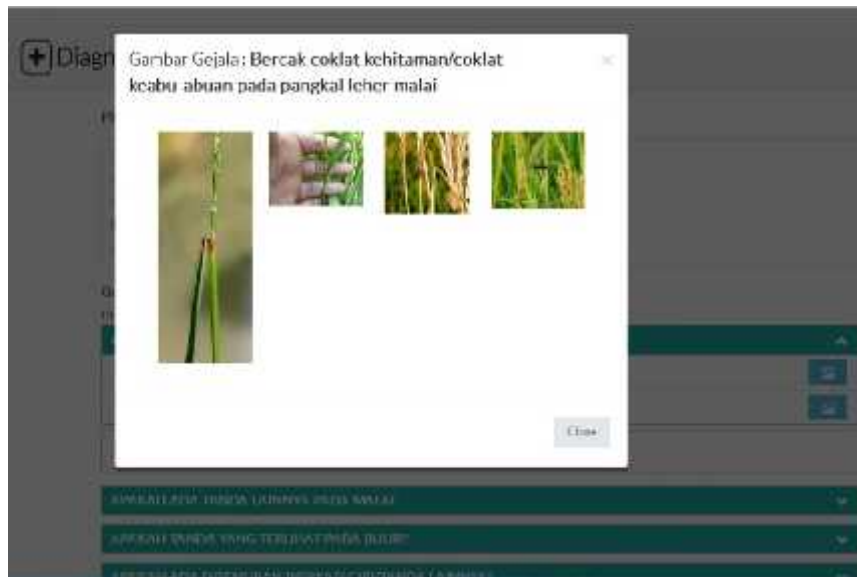 Diagn
Gambar Gejala: Bercak coklat kehitaman/coklat
keabu-abuan pada pangkal leher malai
×
Close
APAKAH ADA TANDA LAINNYA PADA MALAI
APAKAH TANDA YANG TERLIHAT PADA BULIR?